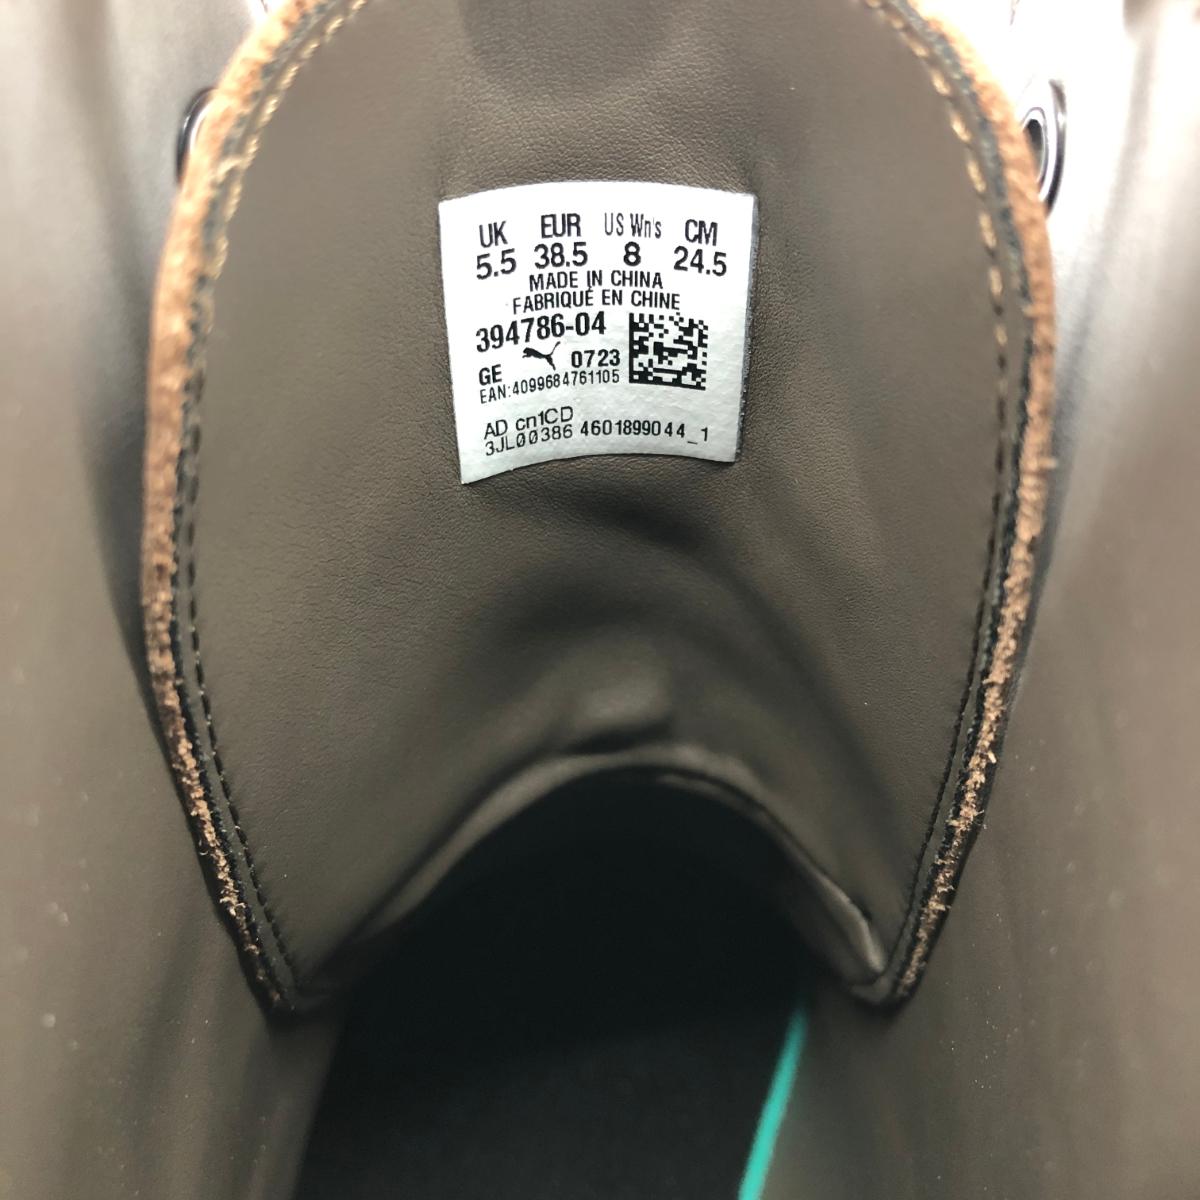 UK EUR US Wn's CM
5.5 38.5 8 24.5
MADE IN CHINA
FABRIQUÉ EN CHINE
394786-04
GE 0723
EAN:4099684761105
AD cn1CD
3JL00386 4601899044_1